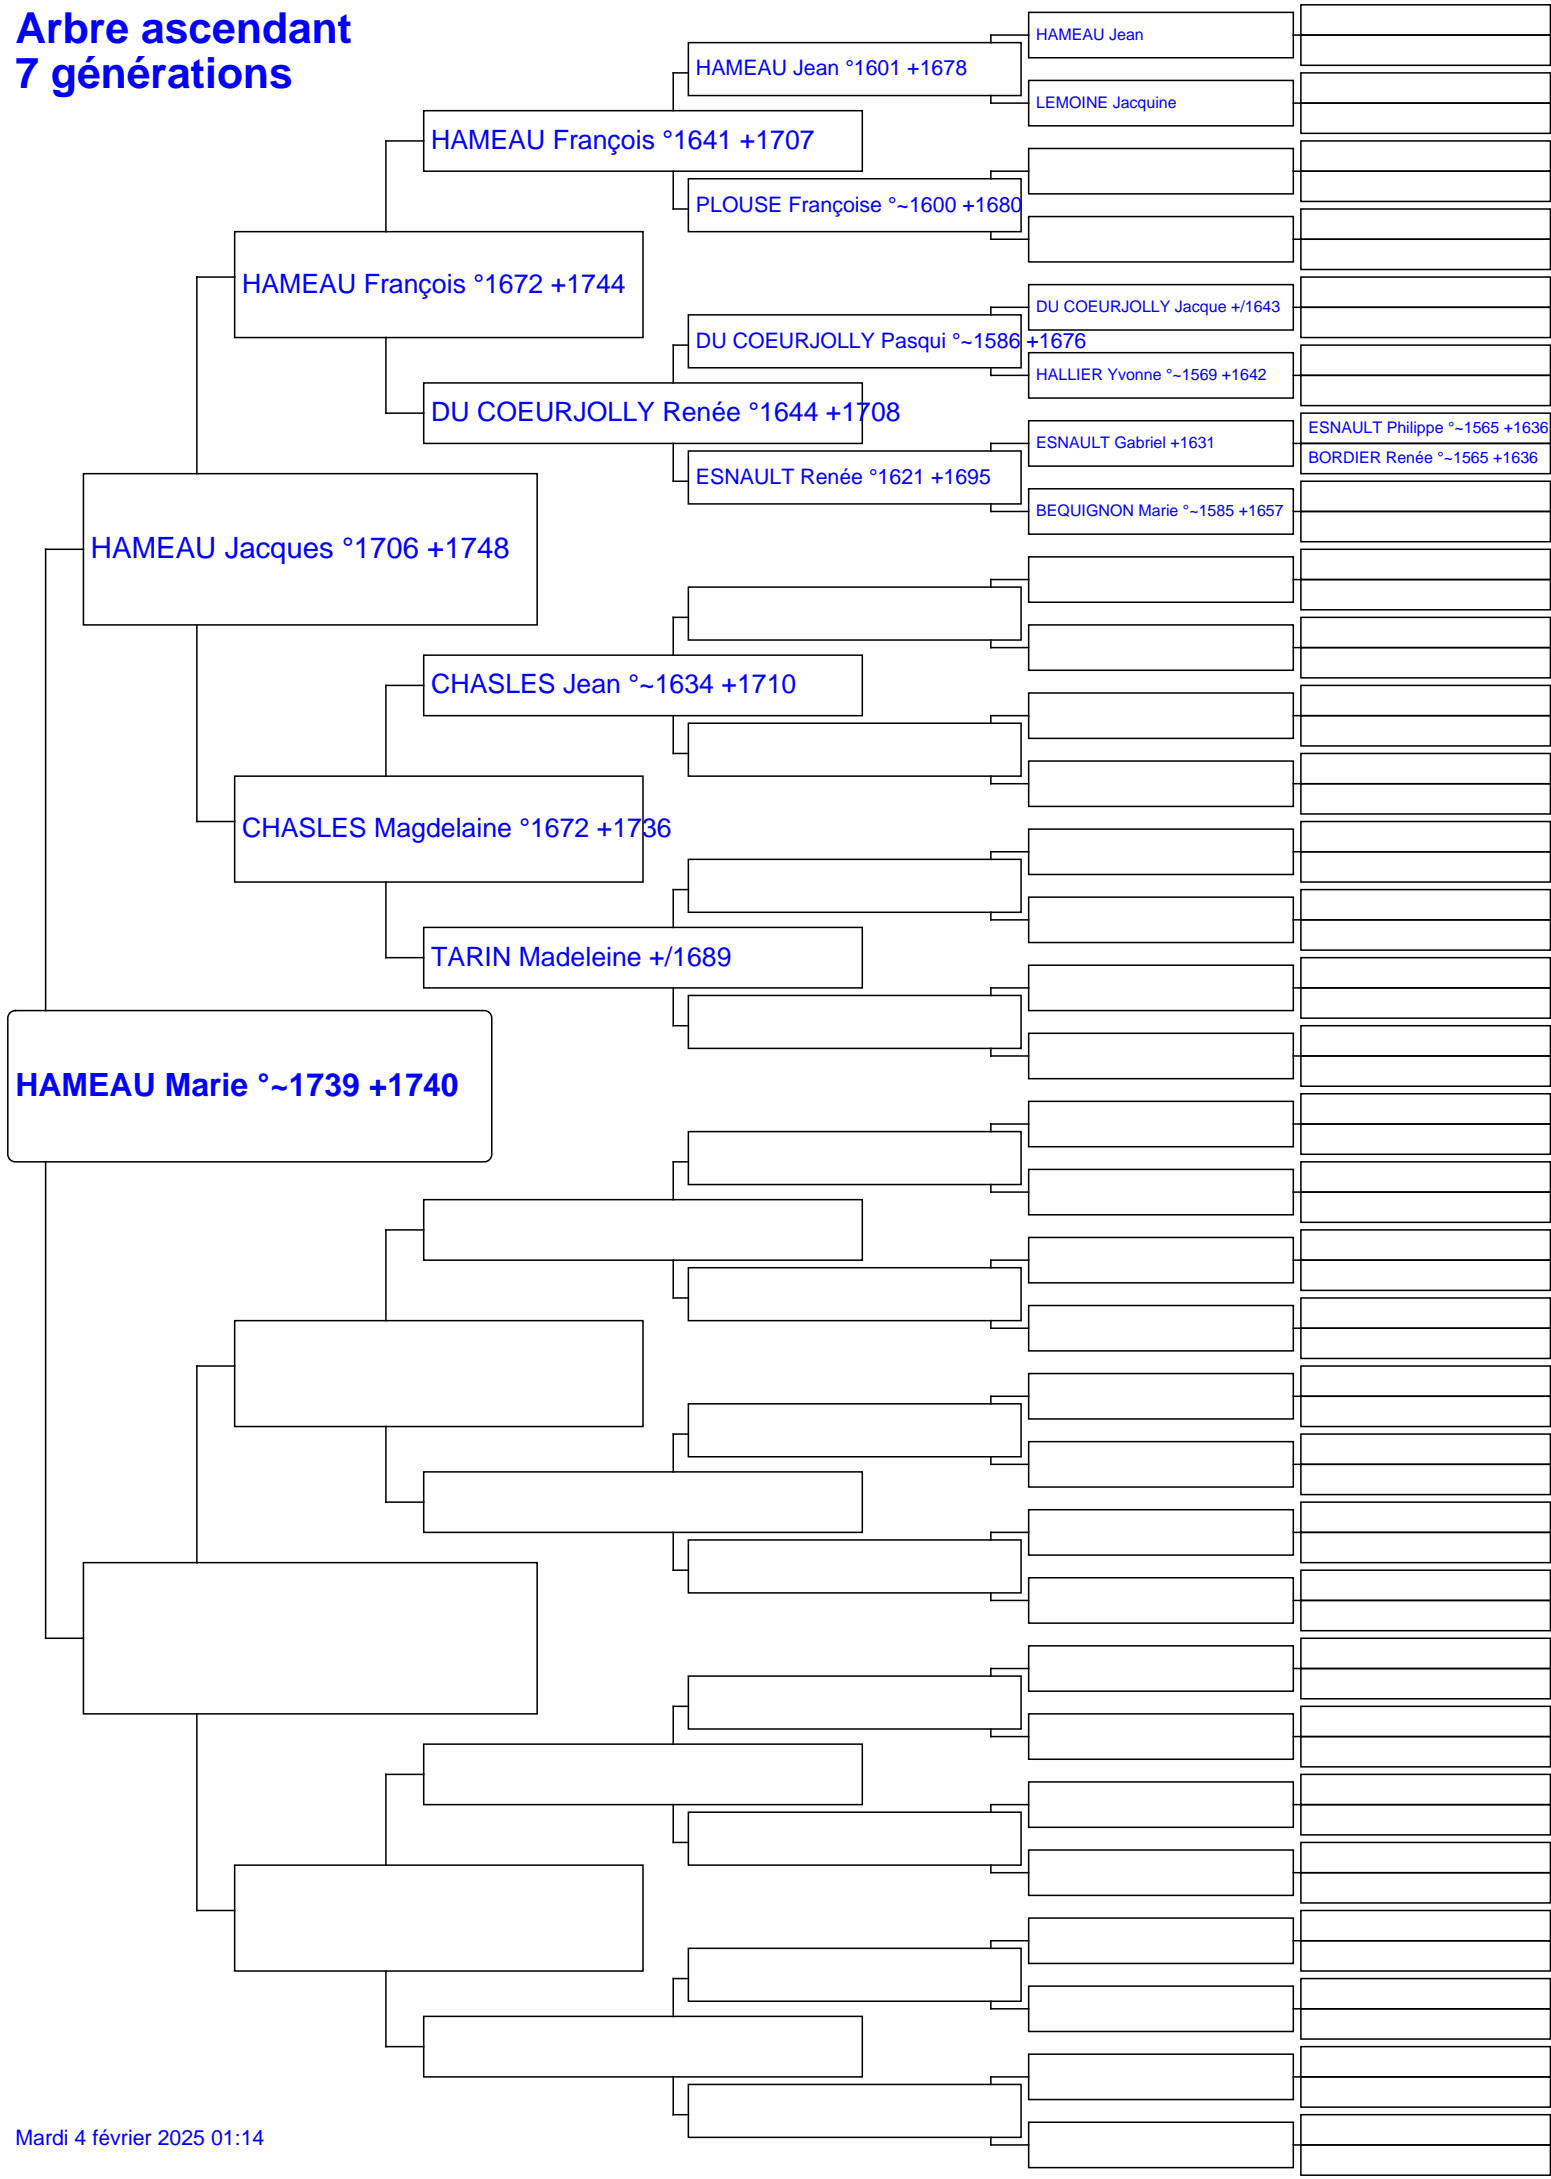 Arbre ascendant
7 générations
HAMEAU Jean
HAMEAU Jean °1601 +1678
LEMOINE Jacquine
HAMEAU François °1641 +1707
PLOUSE Françoise °~1600 +1680
HAMEAU François °1672 +1744
DU COEURJOLLY Jacque +/1643
DU COEURJOLLY Pasqui °~1586 +1676
HALLIER Yvonne °~1569 +1642
DU COEURJOLLY Renée °1644 +1708
ESNAULT Philippe °~1565 +1636
ESNAULT Gabriel +1631
BORDIER Renée °~1565 +1636
ESNAULT Renée °1621 +1695
BEQUIGNON Marie °~1585 +1657
HAMEAU Jacques °1706 +1748
CHASLES Jean °~1634 +1710
CHASLES Magdelaine °1672 +1736
TARIN Madeleine +/1689
HAMEAU Marie °~1739 +1740
Mardi 4 février 2025 01:14